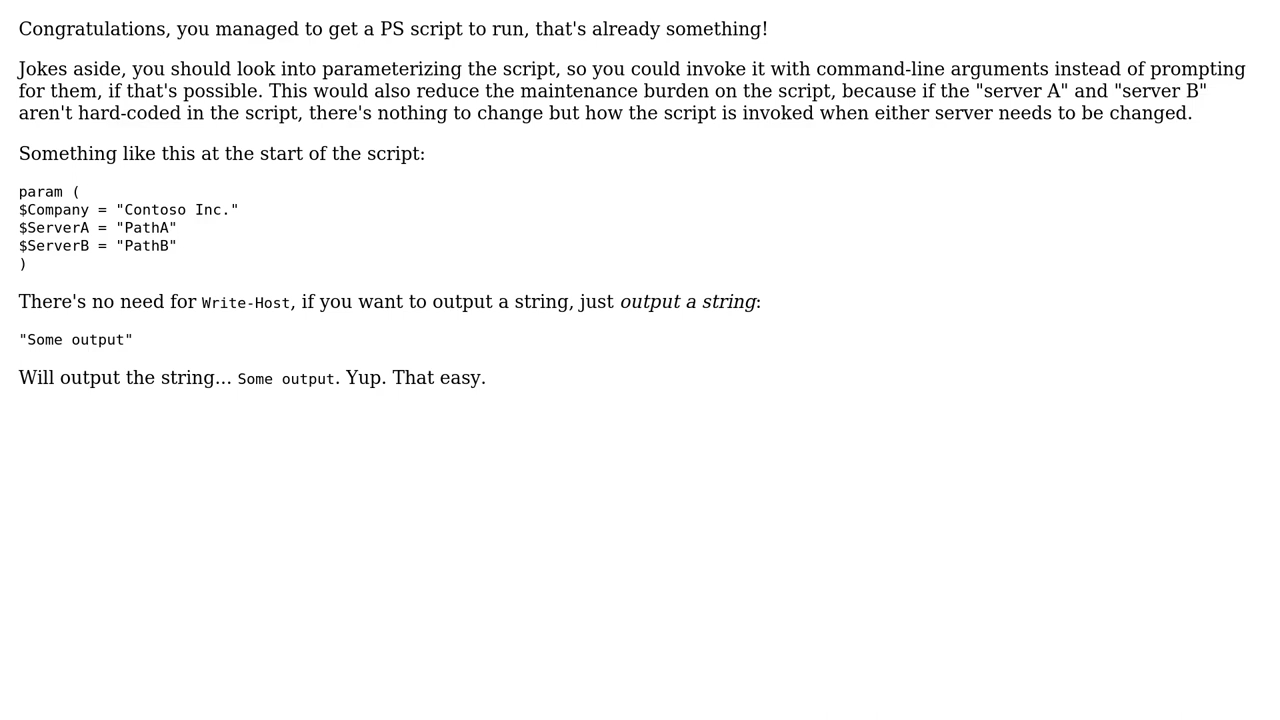 Congratulations, you managed to get a PS script to run, that's already something!
Jokes aside, you should look into parameterizing the script, so you could invoke it with command-line arguments instead of prompting
for them, if that's possible. This would also reduce the maintenance burden on the script, because if the "server A" and "server B"
aren't hard-coded in the script, there's nothing to change but how the script is invoked when either server needs to be changed.
Something like this at the start of the script:
param (
$Company = "Contoso Inc."
$ServerA = "PathA"
$ServerB = "PathB"
)
There's no need for Write-Host, if you want to output a string, just output a string:
"Some output"
Will output the string... Some output. Yup. That easy.